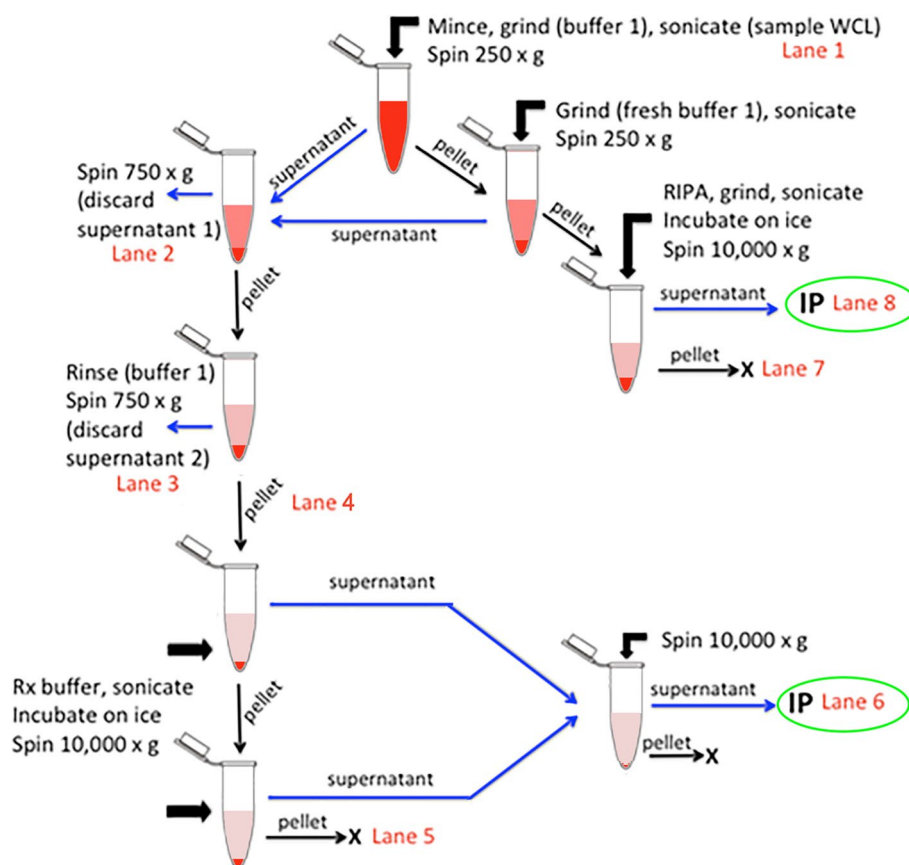 Mince, grind (buffer 1), sonicate (sample WCL)
Spin 250 x g
Lane 1
Grind (fresh buffer 1), sonicate
Spin 250 x g
supernatant
pellet
Spin 750 x g
(discard
supernatant 1)
Lane 2
supernatant
pellet
RIPA, grind, sonicate
Incubate on ice
Spin 10,000 x g
supernatant
IP Lane 8
pellet
X Lane 7
pellet
Rinse (buffer 1)
Spin 750 x g
(discard
supernatant 2)
Lane 3
pellet
Lane 4
supernatant
Spin 10,000 x g
supernatant
IP Lane 6
pellet
X
Rx buffer, sonicate
Incubate on ice
Spin 10,000 x g
pellet
supernatant
pellet
X Lane 5